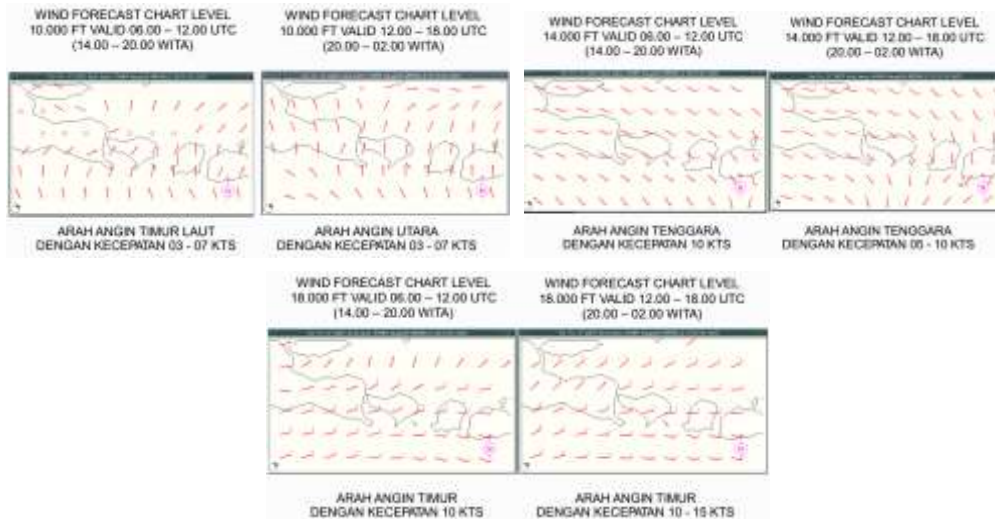 WIND FORECAST CHART LEVEL
10.000 FT VALID 06.00 – 12.00 UTC
(14.00 – 20.00 WITA)
WIND FORECAST CHART LEVEL
10.000 FT VALID 12.00 – 18.00 UTC
(20.00 – 02.00 WITA)
WIND FORECAST CHART LEVEL
14.000 FT VALID 06.00 – 12.00 UTC
(14.00 – 20.00 WITA)
WIND FORECAST CHART LEVEL
14.000 FT VALID 12.00 – 18.00 UTC
(20.00 – 02.00 WITA)
ARAH ANGIN TIMUR LAUT
DENGAN KECEPATAN 03 - 07 KTS
ARAH ANGIN UTARA
DENGAN KECEPATAN 03 - 07 KTS
ARAH ANGIN TENGGARA
DENGAN KECEPATAN 10 KTS
ARAH ANGIN TENGGARA
DENGAN KECEPATAN 05 - 10 KTS
WIND FORECAST CHART LEVEL
18.000 FT VALID 06.00 – 12.00 UTC
(14.00 – 20.00 WITA)
WIND FORECAST CHART LEVEL
18.000 FT VALID 12.00 – 18.00 UTC
(20.00 – 02.00 WITA)
ARAH ANGIN TIMUR
DENGAN KECEPATAN 10 KTS
ARAH ANGIN TIMUR
DENGAN KECEPATAN 10 - 15 KTS